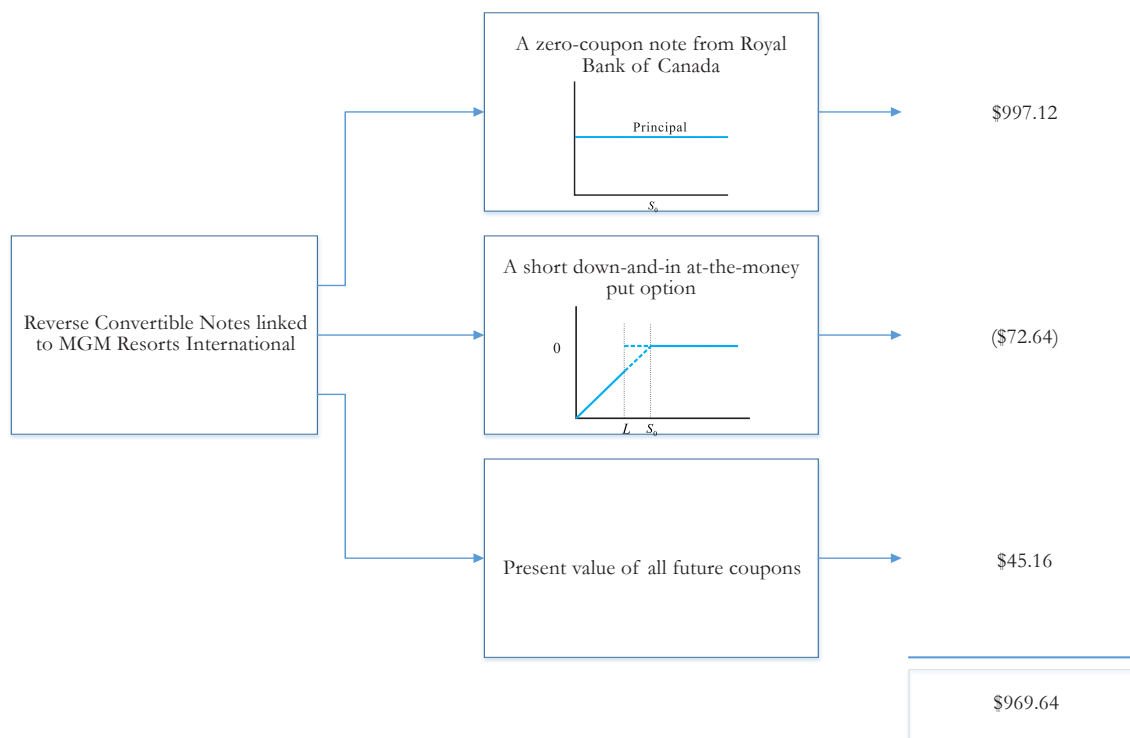 A zero-coupon note from Royal
Bank of Canada
Principal
S₀
$997.12
Reverse Convertible Notes linked
to MGM Resorts International
A short down-and-in at-the-money
put option
0
L S₀
($72.64)
Present value of all future coupons
$45.16
$969.64